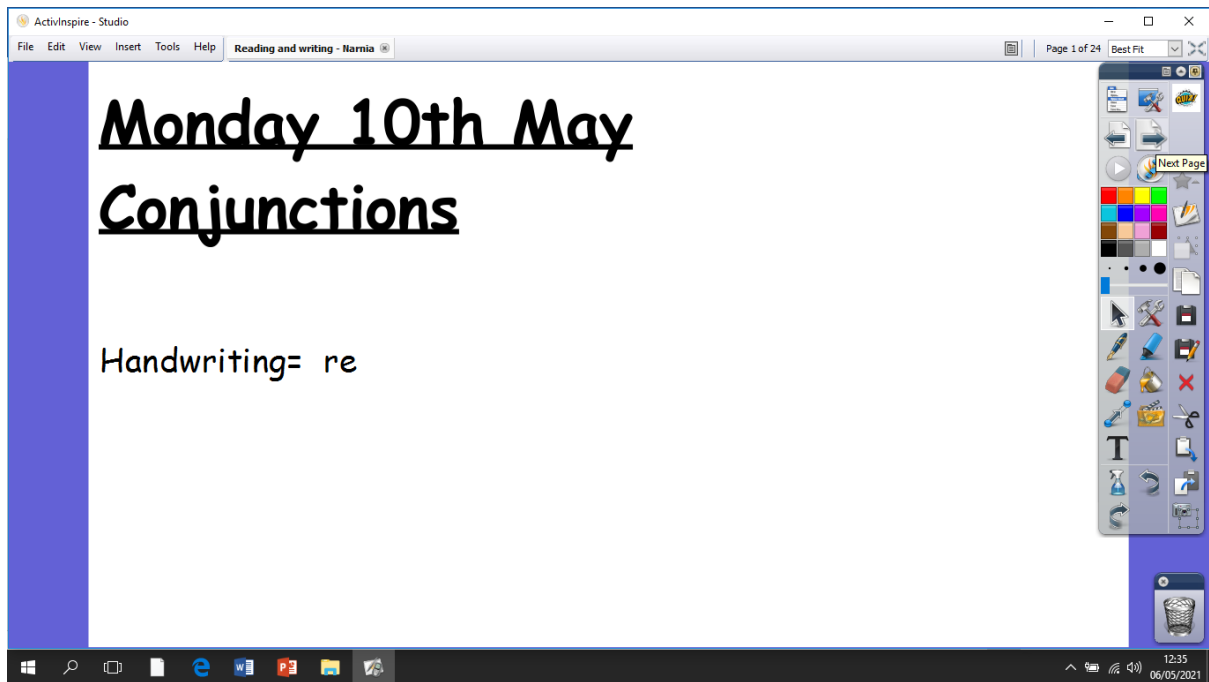 ActivInspire - Studio
File Edit View Insert Tools Help Reading and writing - Narnia Page 1 of 24 Best Fit
Monday 10th May
Conjunctions
Handwriting= re
Next Page
12:35
06/05/2021